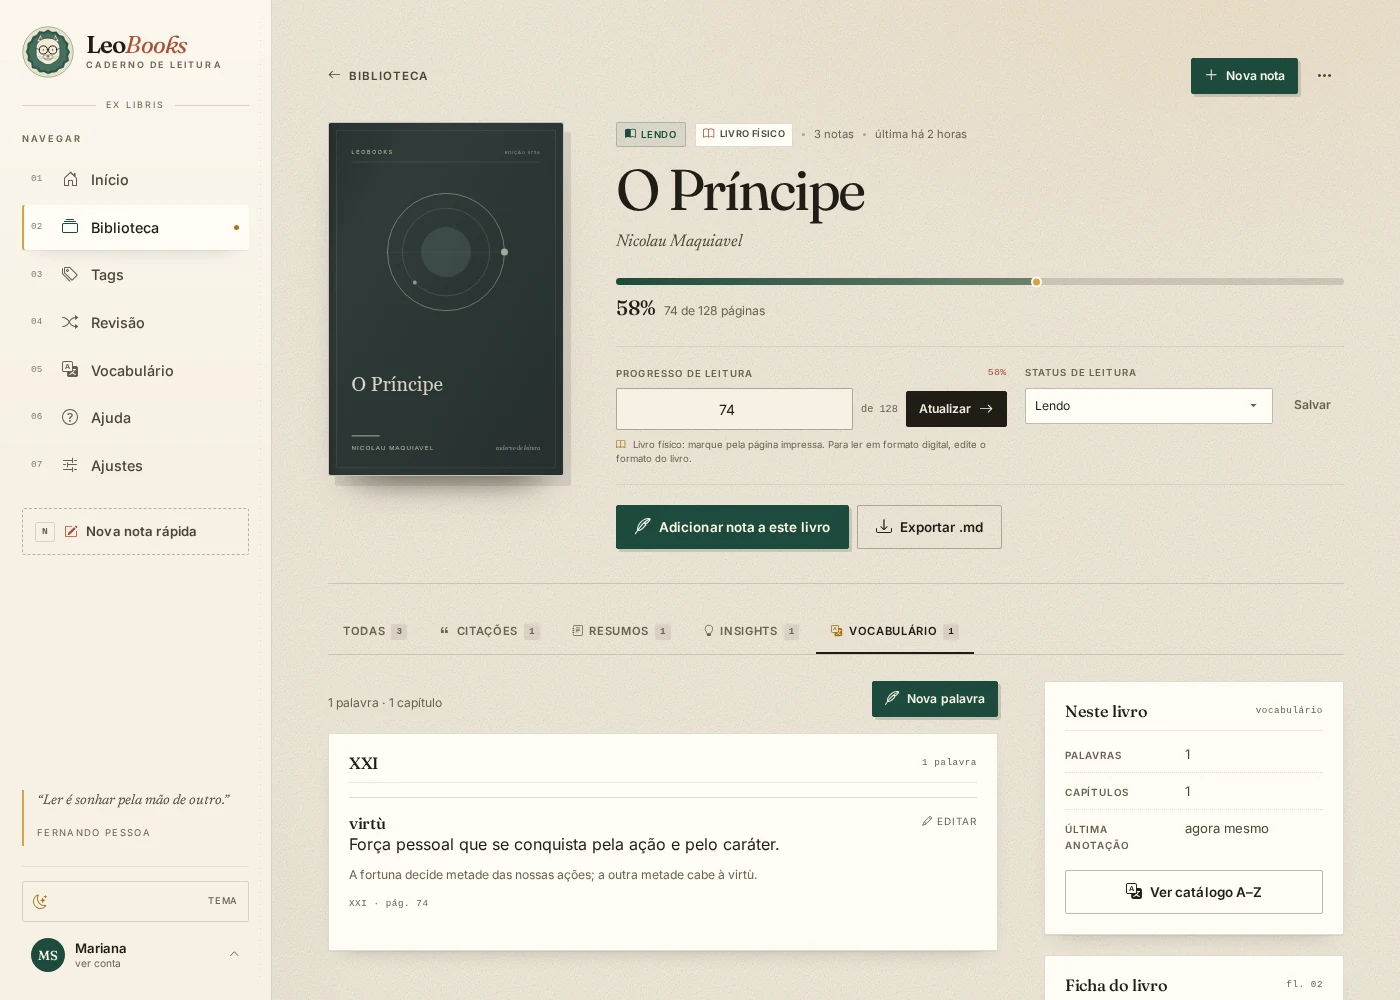 LeoBooks
CADERNO DE LEITURA
EX LIBRIS
NAVEGAR
01 Início
02 Biblioteca
03 Tags
04 Revisão
05 Vocabulário
06 Ajuda
07 Ajustes
N Nova nota rápida
“Ler é sonhar pela mão de outro.”
FERNANDO PESSOA
TEMA
MS Mariana
ver conta
← BIBLIOTECA
+ Nova nota
LEOBOOKS
O Príncipe
NICOLAU MAQUIAVEL caderno de leitura
LENDO LIVRO FÍSICO • 3 notas • última há 2 horas
O Príncipe
Nicolau Maquiavel
58% 74 de 128 páginas
PROGRESSO DE LEITURA 58%
74 de 128 Atualizar →
Livro físico: marque pela página impressa. Para ler em formato digital, edite o
formato do livro.
STATUS DE LEITURA
Lendo Salvar
Adicionar nota a este livro Exportar .md
TODAS 3 CITAÇÕES 1 RESUMOS 1 INSIGHTS 1 VOCABULÁRIO 1
1 palavra · 1 capítulo
Nova palavra
XXI 1 palavra
virtù EDITAR
Força pessoal que se conquista pela ação e pelo caráter.
A fortuna decide metade das nossas ações; a outra metade cabe à virtù.
XXI · pág. 74
Neste livro vocabulário
PALAVRAS 1
CAPÍTULOS 1
ÚLTIMA ANOTAÇÃO agora mesmo
Ver catálogo A–Z
Ficha do livro fl. 02